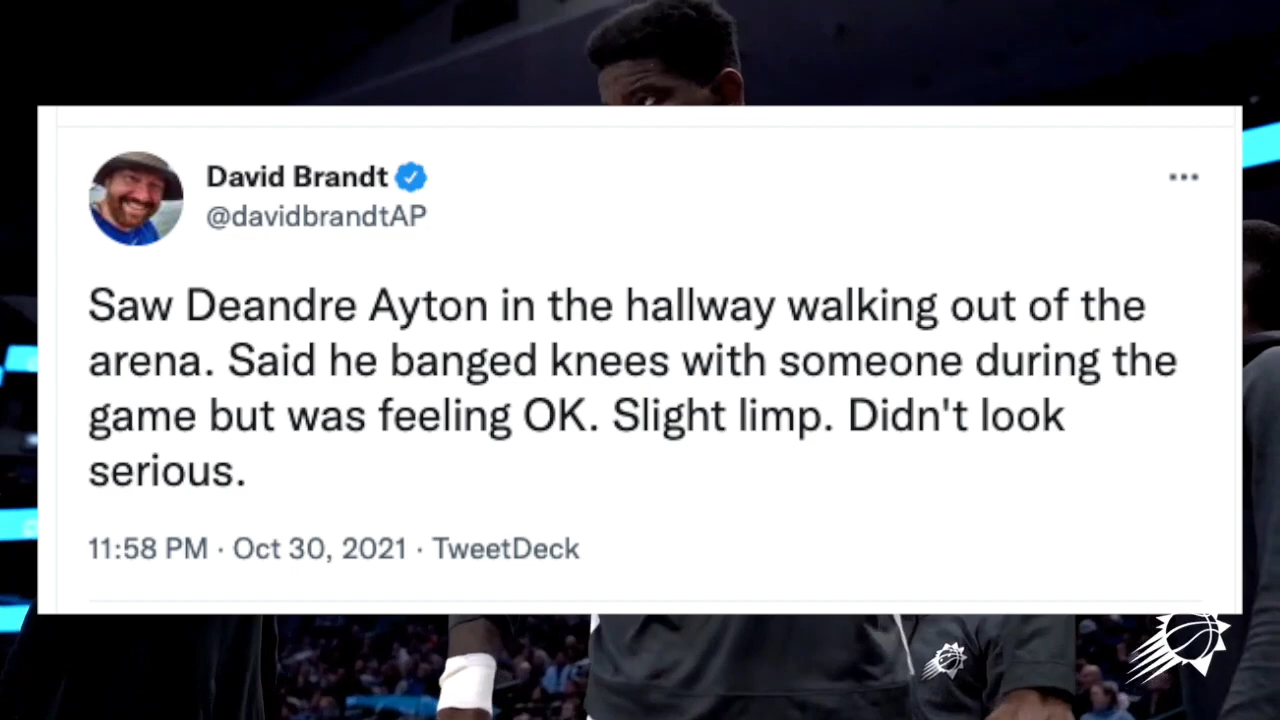 David Brandt
@davidbrandtAP
Saw Deandre Ayton in the hallway walking out of the
arena. Said he banged knees with someone during the
game but was feeling OK. Slight limp. Didn't look
serious.
11:58 PM · Oct 30, 2021 · TweetDeck